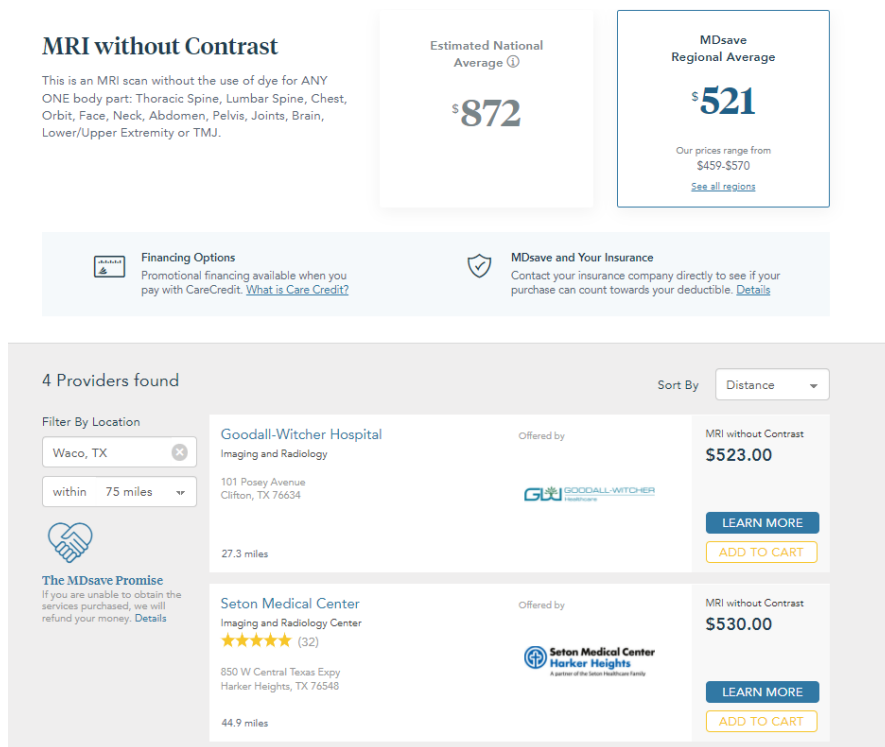 MRI without Contrast
This is an MRI scan without the use of dye for ANY
ONE body part: Thoracic Spine, Lumbar Spine, Chest,
Orbit, Face, Neck, Abdomen, Pelvis, Joints, Brain,
Lower/Upper Extremity or TMJ.
Estimated National
Average
$872
MDsave
Regional Average
$521
Our prices range from
$459-$570
See all regions
Financing Options
Promotional financing available when you
pay with CareCredit. What is Care Credit?
MDsave and Your Insurance
Contact your insurance company directly to see if your
purchase can count towards your deductible. Details
4 Providers found
Sort By
Distance
Filter By Location
Waco, TX
within 75 miles
The MDsave Promise
If you are unable to obtain the
services purchased, we will
refund your money. Details
Goodall-Witcher Hospital
Imaging and Radiology
101 Posey Avenue
Clifton, TX 76634
27.3 miles
Offered by
GW GOODALL-WITCHER
Healthcare
MRI without Contrast
$523.00
LEARN MORE
ADD TO CART
Seton Medical Center
Imaging and Radiology Center
(32)
850 W Central Texas Expy
Harker Heights, TX 76548
44.9 miles
Offered by
Seton Medical Center
Harker Heights
A partner of the Seton Healthcare Family
MRI without Contrast
$530.00
LEARN MORE
ADD TO CART